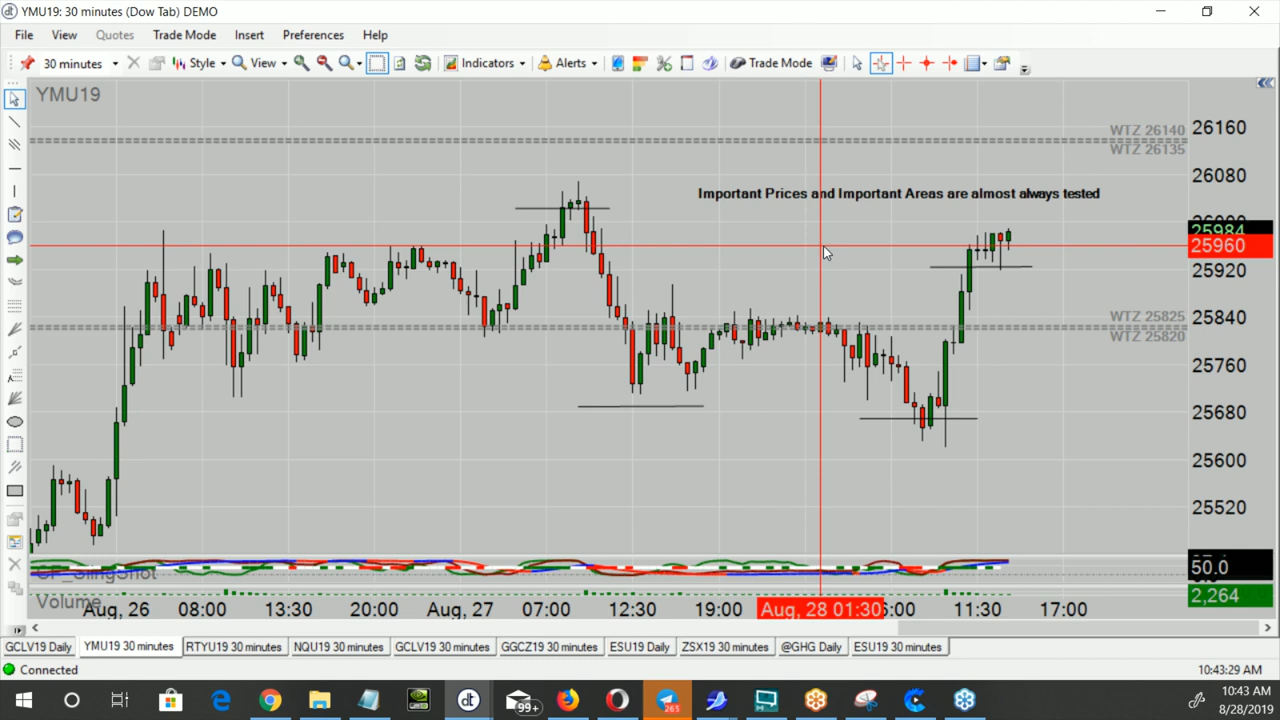 YMU19: 30 minutes (Dow Tab) DEMO
File View Quotes Trade Mode Insert Preferences Help
30 minutes Style View Indicators Alerts Trade Mode
YMU19
WTZ 26140
WTZ 26135
26160
26080
Important Prices and Important Areas are almost always tested
25984
25960
25920
WTZ 25825
WTZ 25820
25840
25760
25680
25600
25520
50.0
Volume
2,264
Aug, 26 08:00 13:30 20:00 Aug, 27 07:00 12:30 19:00 Aug, 28 01:30 11:30 17:00
GCLV19 Daily YMU19 30 minutes RTYU19 30 minutes NQU19 30 minutes GCLV19 30 minutes GGCZ19 30 minutes ESU19 Daily ZSX19 30 minutes @GHG Daily ESU19 30 minutes
Connected
10:43:29 AM
99+
265
10:43 AM
8/28/2019